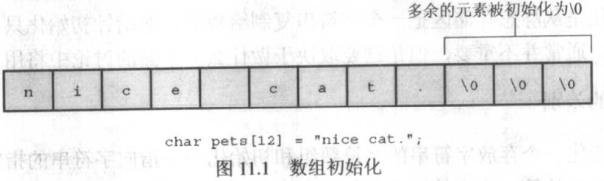 多余的元素被初始化为\0
n i c e c a t . \0 \0 \0
char pets[12] = "nice cat.";
图 11.1 数组初始化